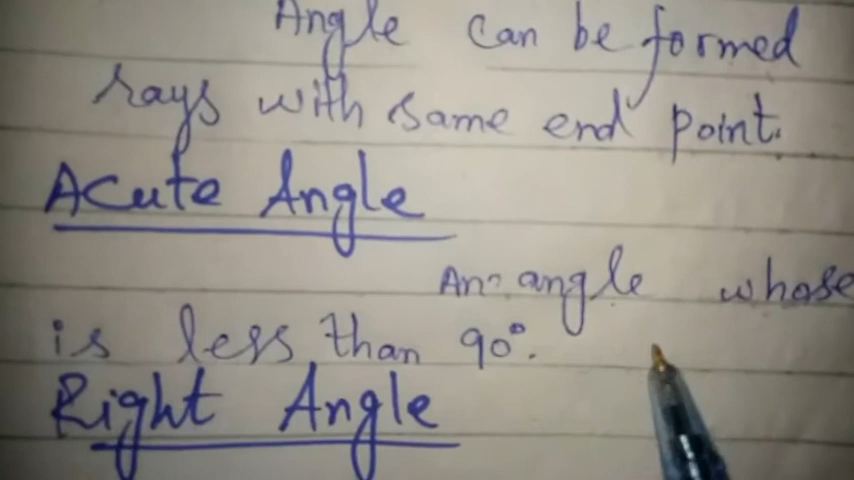 Angle can be formed
rays with same end point.
Acute Angle
An angle whose
is less than 90°.
Right Angle